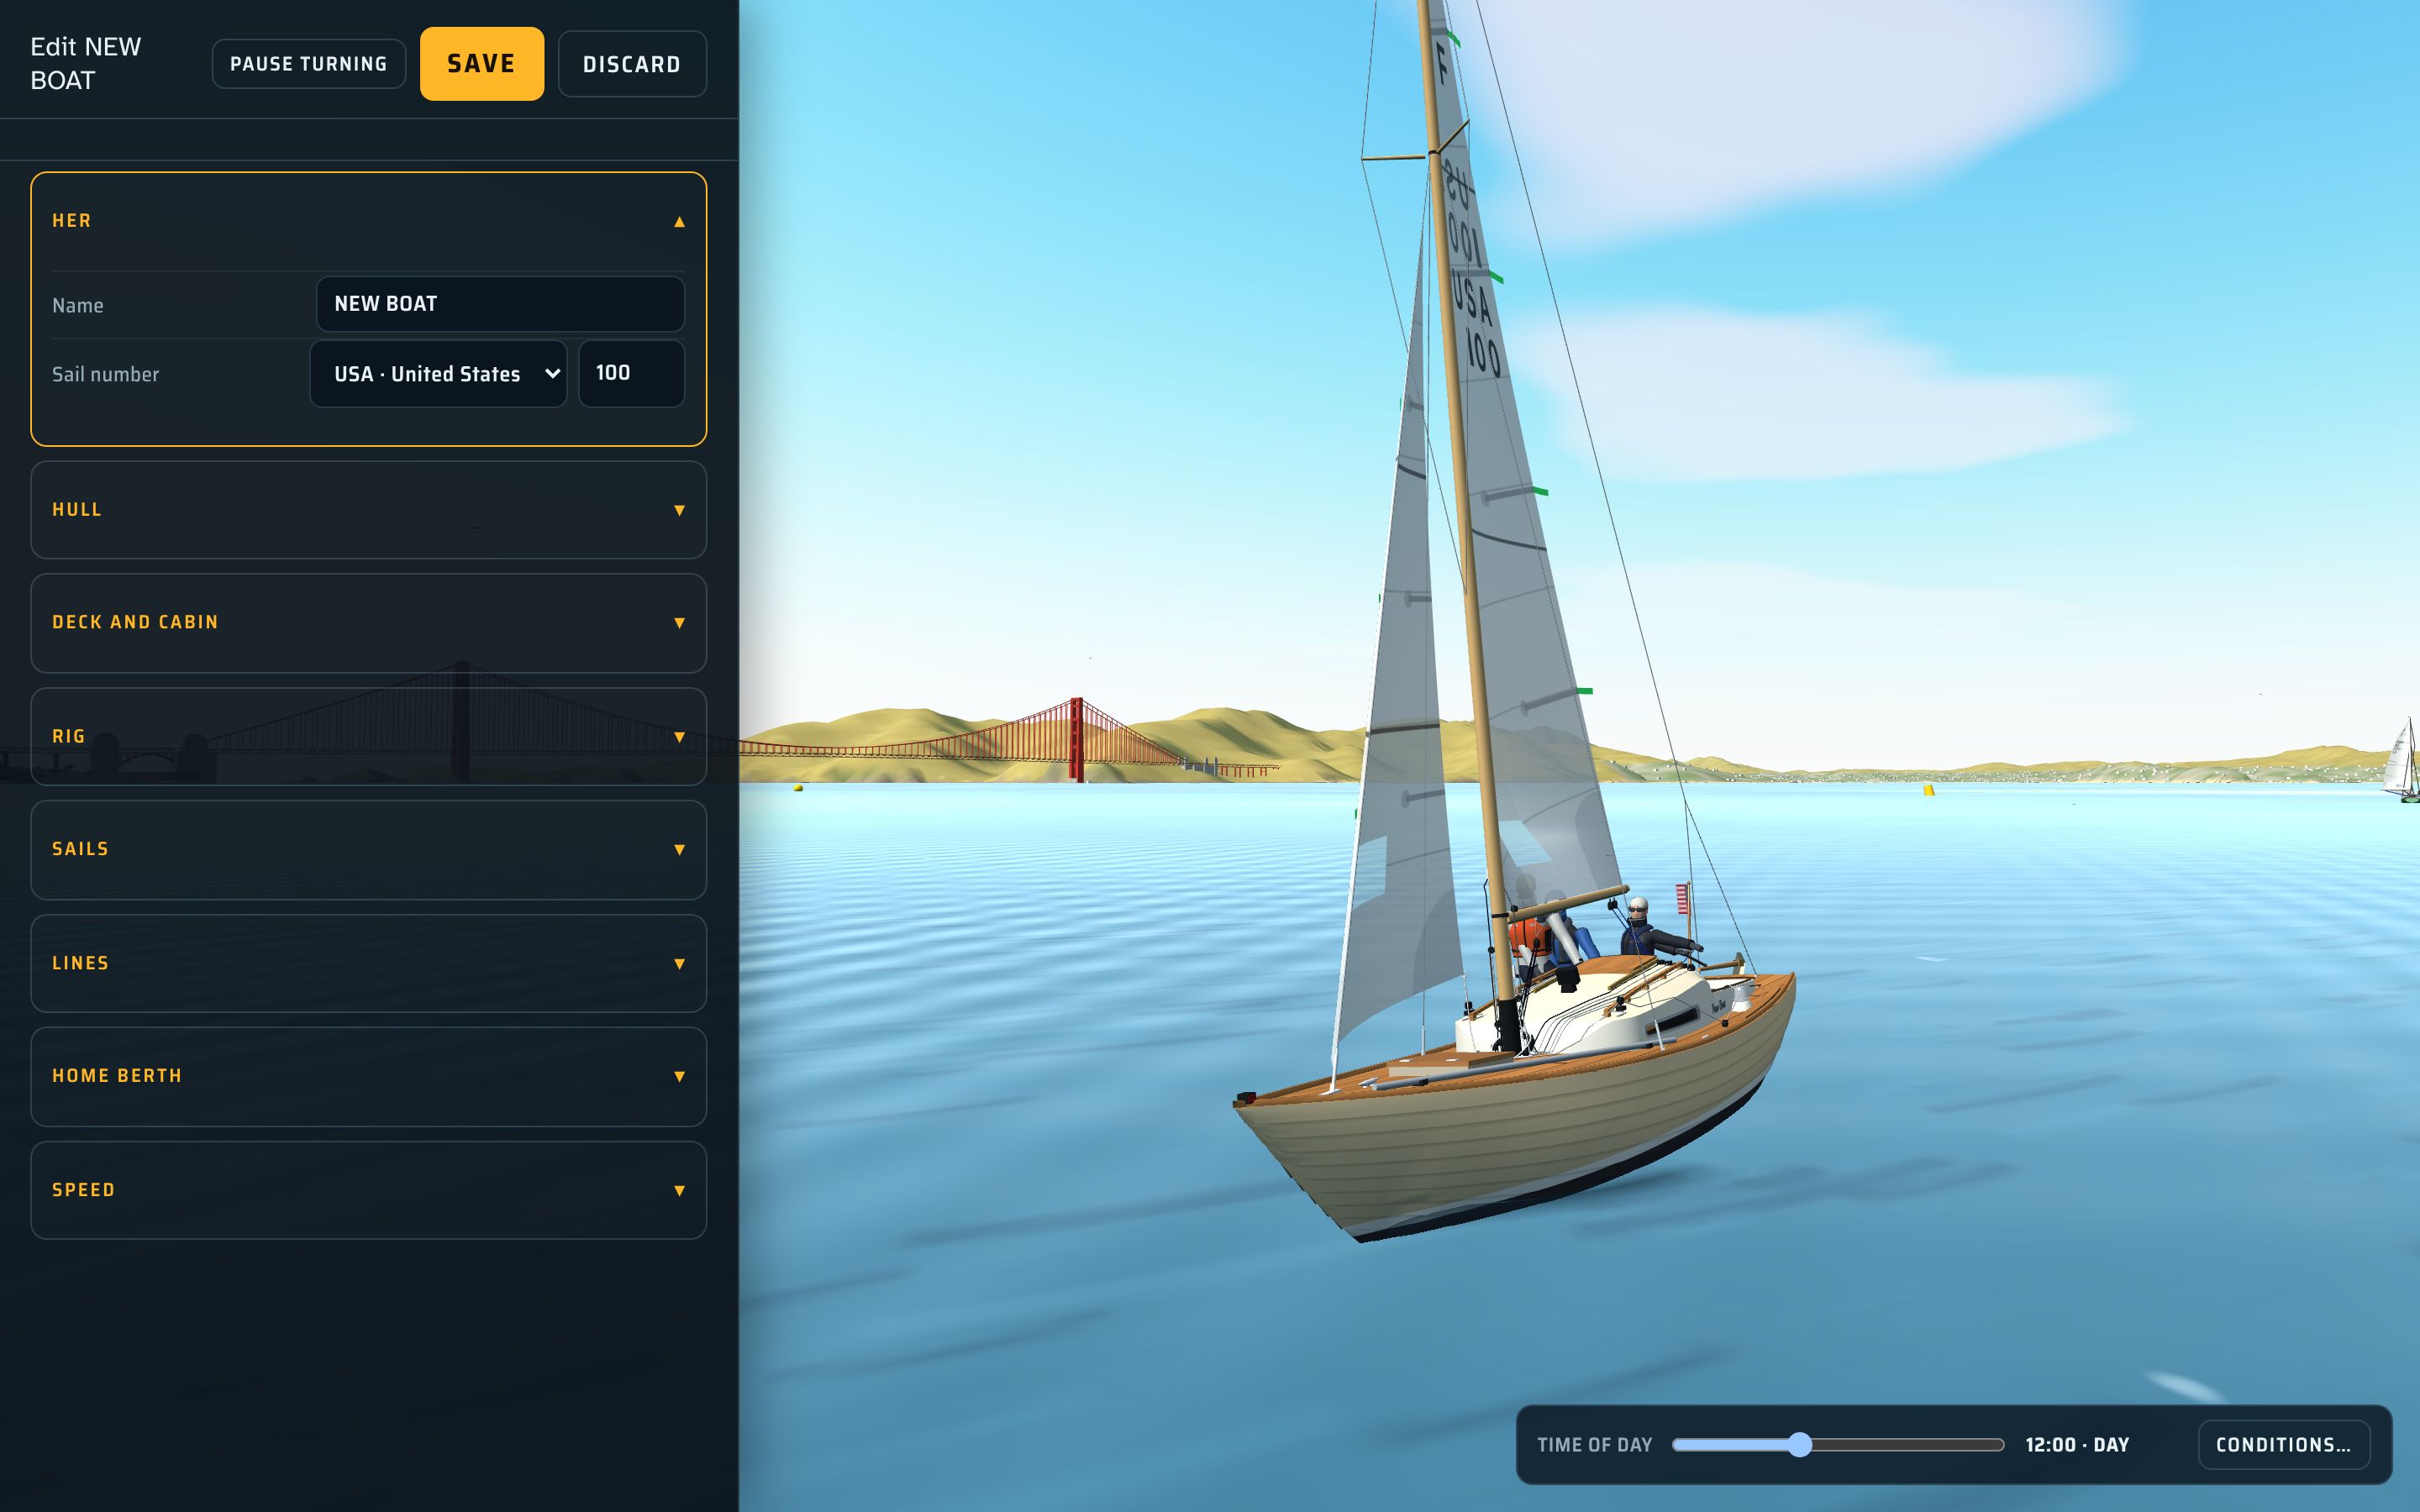 Edit NEW
BOAT
PAUSE TURNING
SAVE
DISCARD
HER
Name
NEW BOAT
Sail number
USA · United States
100
HULL
DECK AND CABIN
RIG
SAILS
LINES
HOME BERTH
SPEED
F
USA
100
TIME OF DAY
12:00 · DAY
CONDITIONS...